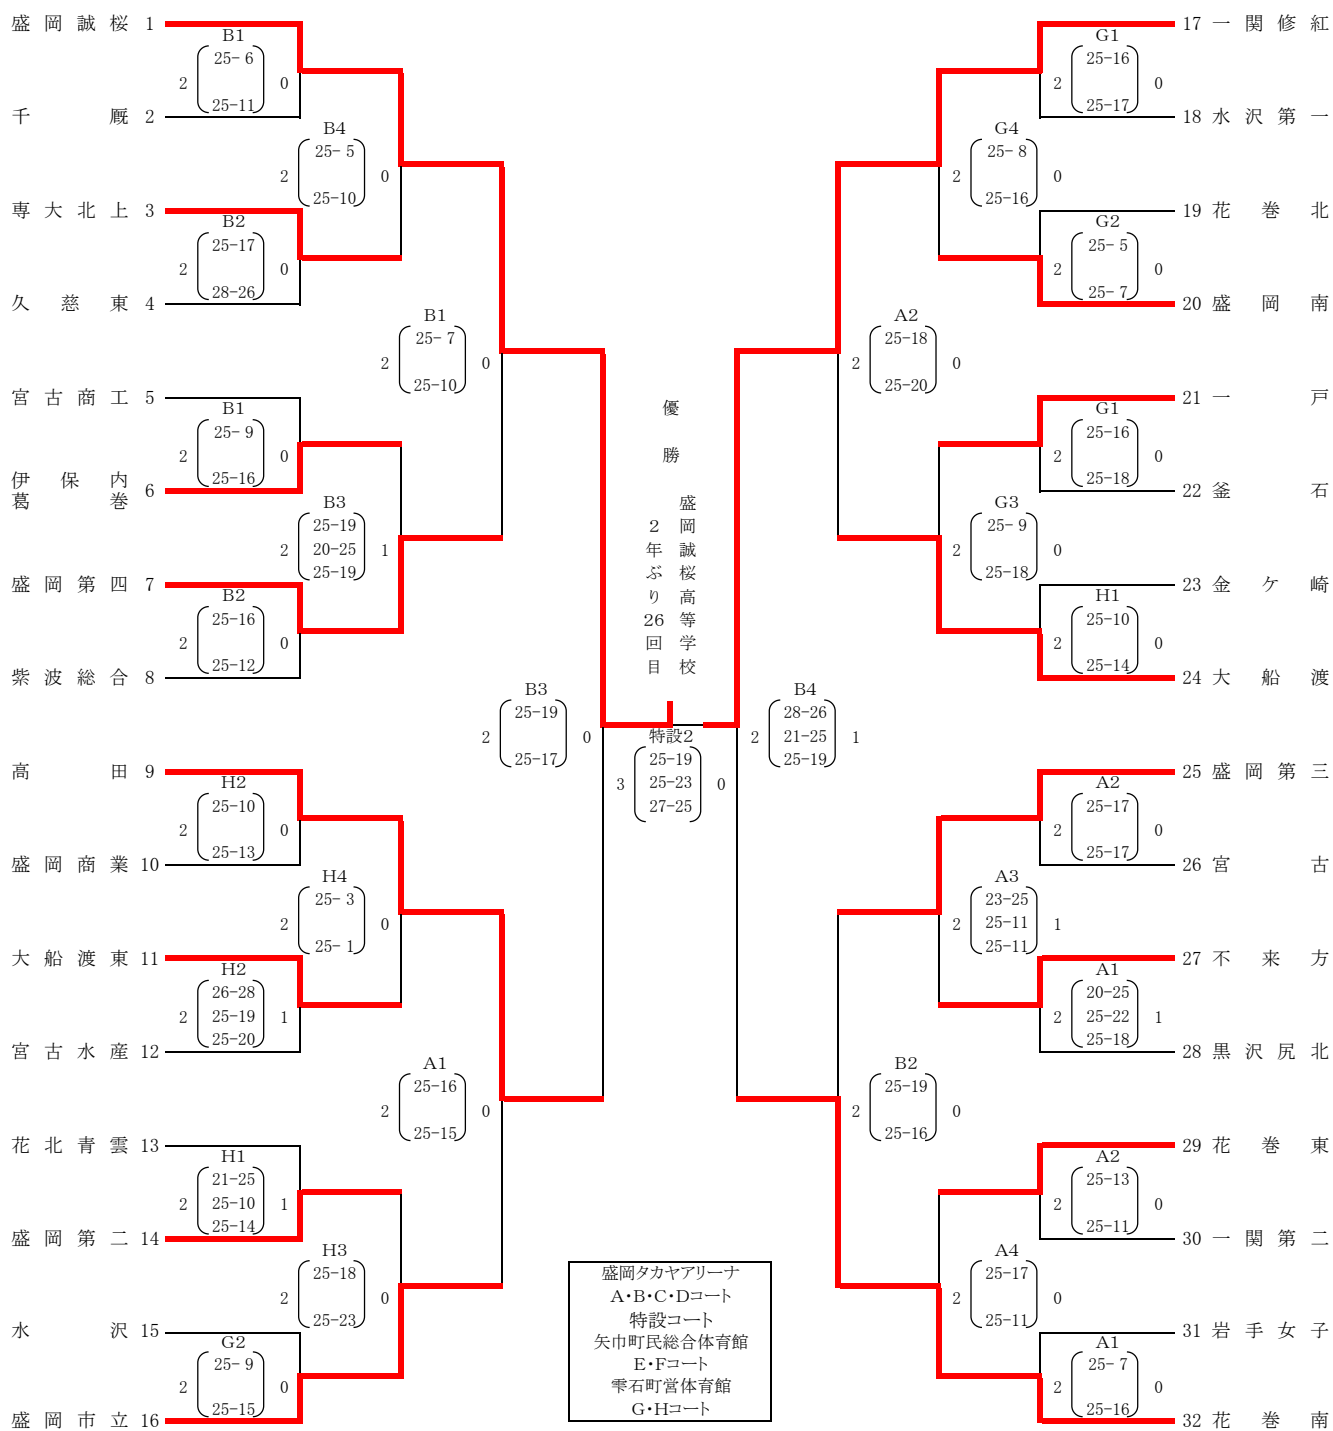 盛岡誠桜 1
B1
25- 6
2 0
25-11
千厩 2
B4
25- 5
2 0
25-10
専大北上 3
B2
25-17
2 0
28-26
久慈東 4
B1
25- 7
2 0
25-10
宮古商工 5
B1
25- 9
2 0
25-16
伊保内
葛巻 6
B3
25-19
2 20-25 1
25-19
盛岡第四 7
B2
25-16
2 0
25-12
紫波総合 8
B3
25-19
2 0
25-17
高田 9
H2
25-10
2 0
25-13
盛岡商業 10
H4
25- 3
2 0
25- 1
大船渡東 11
H2
26-28
2 25-19 1
25-20
宮古水産 12
A1
25-16
2 0
25-15
花北青雲 13
H1
21-25
2 25-10 1
25-14
盛岡第二 14
H3
25-18
2 0
25-23
水沢 15
G2
25- 9
2 0
25-15
盛岡市立 16
優勝
盛岡誠桜高等学校
2年ぶり26回目
特設2
25-19
3 25-23 0
27-25
17 一関修紅
G1
25-16
2 0
25-17
18 水沢第一
G4
25- 8
2 0
25-16
19 花巻北
G2
25- 5
2 0
25- 7
20 盛岡南
A2
25-18
2 0
25-20
21 一戸
G1
25-16
2 0
25-18
22 釜石
G3
25- 9
2 0
25-18
23 金ケ崎
H1
25-10
2 0
25-14
24 大船渡
B4
28-26
2 21-25 1
25-19
25 盛岡第三
A2
25-17
2 0
25-17
26 宮古
A3
23-25
2 25-11 1
25-11
27 不来方
A1
20-25
2 25-22 1
25-18
28 黒沢尻北
B2
25-19
2 0
25-16
29 花巻東
A2
25-13
2 0
25-11
30 一関第二
A4
25-17
2 0
25-11
31 岩手女子
A1
25- 7
2 0
25-16
32 花巻南
盛岡タカヤアリーナ
A・B・C・Dコート
特設コート
矢巾町民総合体育館
E・Fコート
雫石町営体育館
G・Hコート